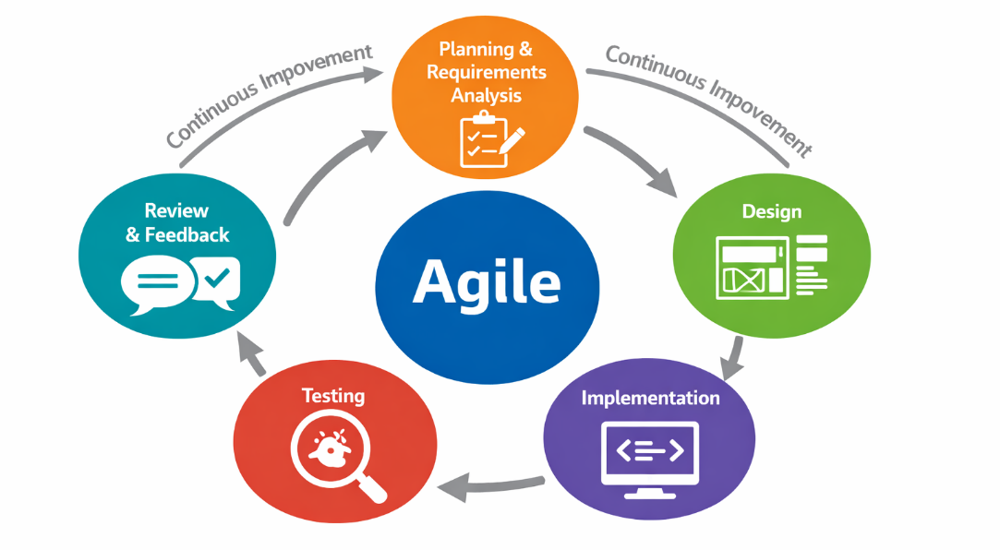 Continuous Impovement
Planning &
Requirements
Analysis
Continuous Impovement
Review
& Feedback
Design
Agile
Testing
Implementation